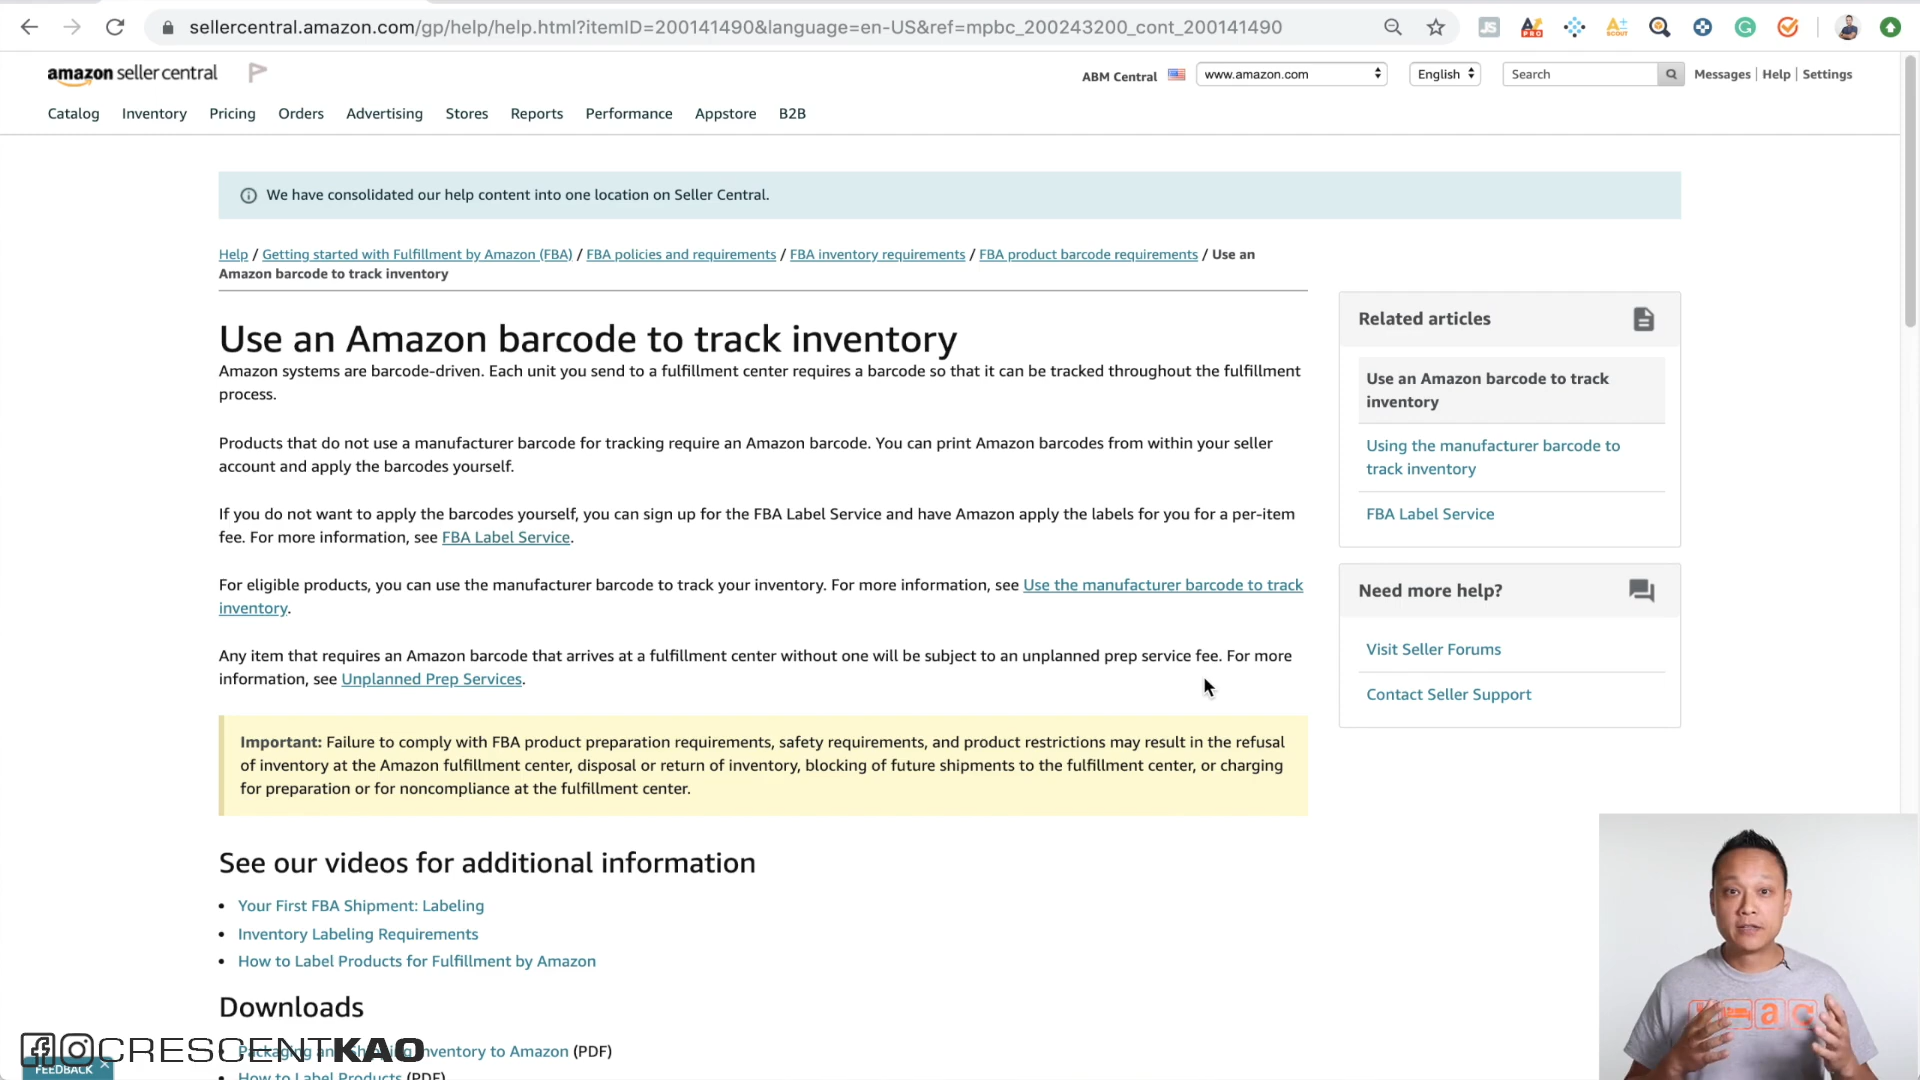 sellercentral.amazon.com/gp/help/help.html?itemID=200141490&language=en-US&ref=mpbc_200243200_cont_200141490
JS
PRO
SCOUT
amazon seller central
ABM Central
www.amazon.com
English
Search
Messages | Help | Settings
Catalog Inventory Pricing Orders Advertising Stores Reports Performance Appstore B2B
We have consolidated our help content into one location on Seller Central.
Help / Getting started with Fulfillment by Amazon (FBA) / FBA policies and requirements / FBA inventory requirements / FBA product barcode requirements / Use an
Amazon barcode to track inventory
Use an Amazon barcode to track inventory
Amazon systems are barcode-driven. Each unit you send to a fulfillment center requires a barcode so that it can be tracked throughout the fulfillment
process.
Products that do not use a manufacturer barcode for tracking require an Amazon barcode. You can print Amazon barcodes from within your seller
account and apply the barcodes yourself.
If you do not want to apply the barcodes yourself, you can sign up for the FBA Label Service and have Amazon apply the labels for you for a per-item
fee. For more information, see FBA Label Service.
For eligible products, you can use the manufacturer barcode to track your inventory. For more information, see Use the manufacturer barcode to track
inventory.
Any item that requires an Amazon barcode that arrives at a fulfillment center without one will be subject to an unplanned prep service fee. For more
information, see Unplanned Prep Services.
Important: Failure to comply with FBA product preparation requirements, safety requirements, and product restrictions may result in the refusal
of inventory at the Amazon fulfillment center, disposal or return of inventory, blocking of future shipments to the fulfillment center, or charging
for preparation or for noncompliance at the fulfillment center.
See our videos for additional information
• Your First FBA Shipment: Labeling
• Inventory Labeling Requirements
• How to Label Products for Fulfillment by Amazon
Downloads
Packaging and Shipping Inventory to Amazon (PDF)
• How to Label Products (PDF)
Related articles
Use an Amazon barcode to track
inventory
Using the manufacturer barcode to
track inventory
FBA Label Service
Need more help?
Visit Seller Forums
Contact Seller Support
CRESCENTKAO
FEEDBACK